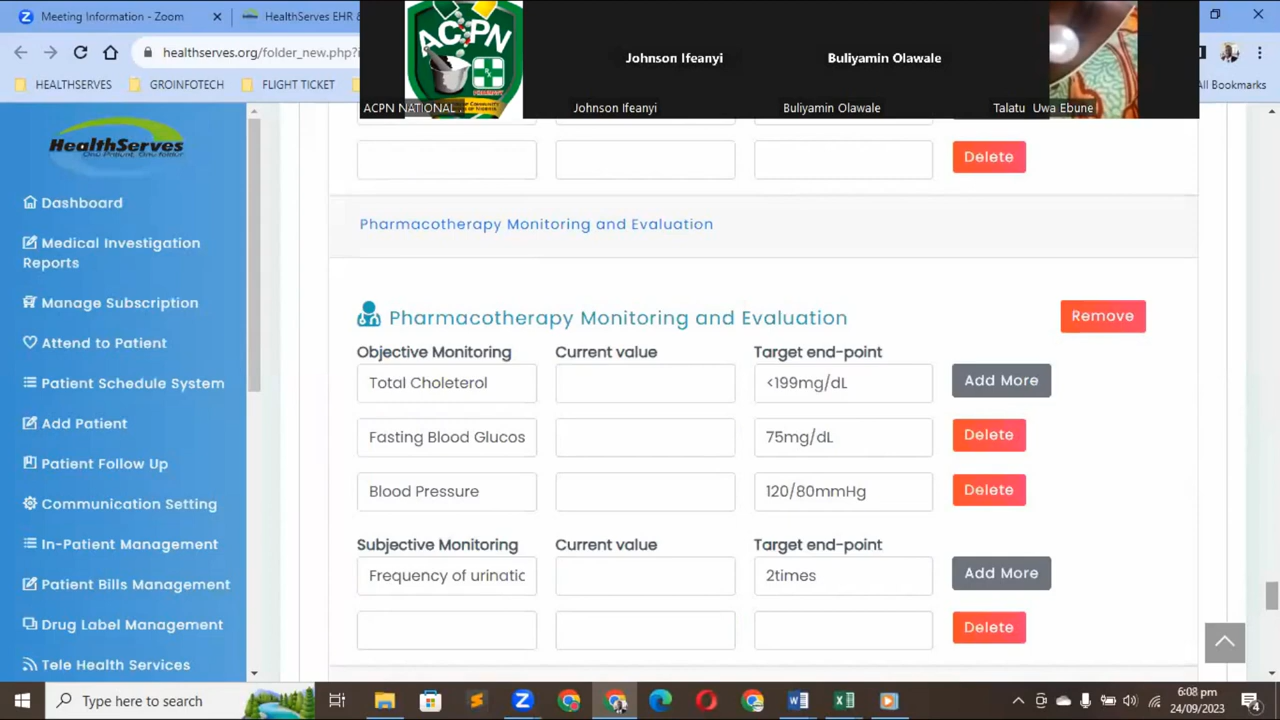 Meeting Information - Zoom
HealthServes EHR &
healthserves.org/folder_new.php?i
HEALTHSERVES
GROINFOTECH
FLIGHT TICKET
All Bookmarks
ACPN
ACPN NATIONAL
Johnson Ifeanyi
Johnson Ifeanyi
Buliyamin Olawale
Buliyamin Olawale
Talatu Uwa Ebune
HealthServes
One Patient, One folder.
Dashboard
Medical Investigation
Reports
Manage Subscription
Attend to Patient
Patient Schedule System
Add Patient
Patient Follow Up
Communication Setting
In-Patient Management
Patient Bills Management
Drug Label Management
Tele Health Services
Delete
Pharmacotherapy Monitoring and Evaluation
Pharmacotherapy Monitoring and Evaluation
Remove
Objective Monitoring Current value Target end-point
Total Choleterol <199mg/dL Add More
Fasting Blood Glucos 75mg/dL Delete
Blood Pressure 120/80mmHg Delete
Subjective Monitoring Current value Target end-point
Frequency of urinatic 2times Add More
Delete
Type here to search
6:08 pm
24/09/2023
4